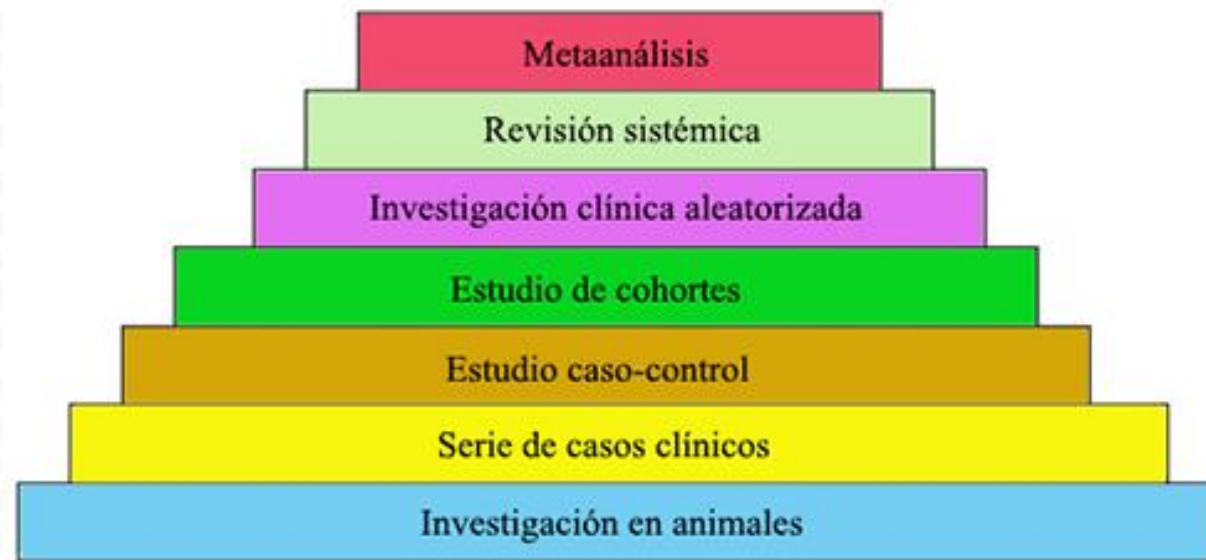 Metaanálisis
Revisión sistémica
Investigación clínica aleatorizada
Estudio de cohortes
Estudio caso-control
Serie de casos clínicos
Investigación en animales